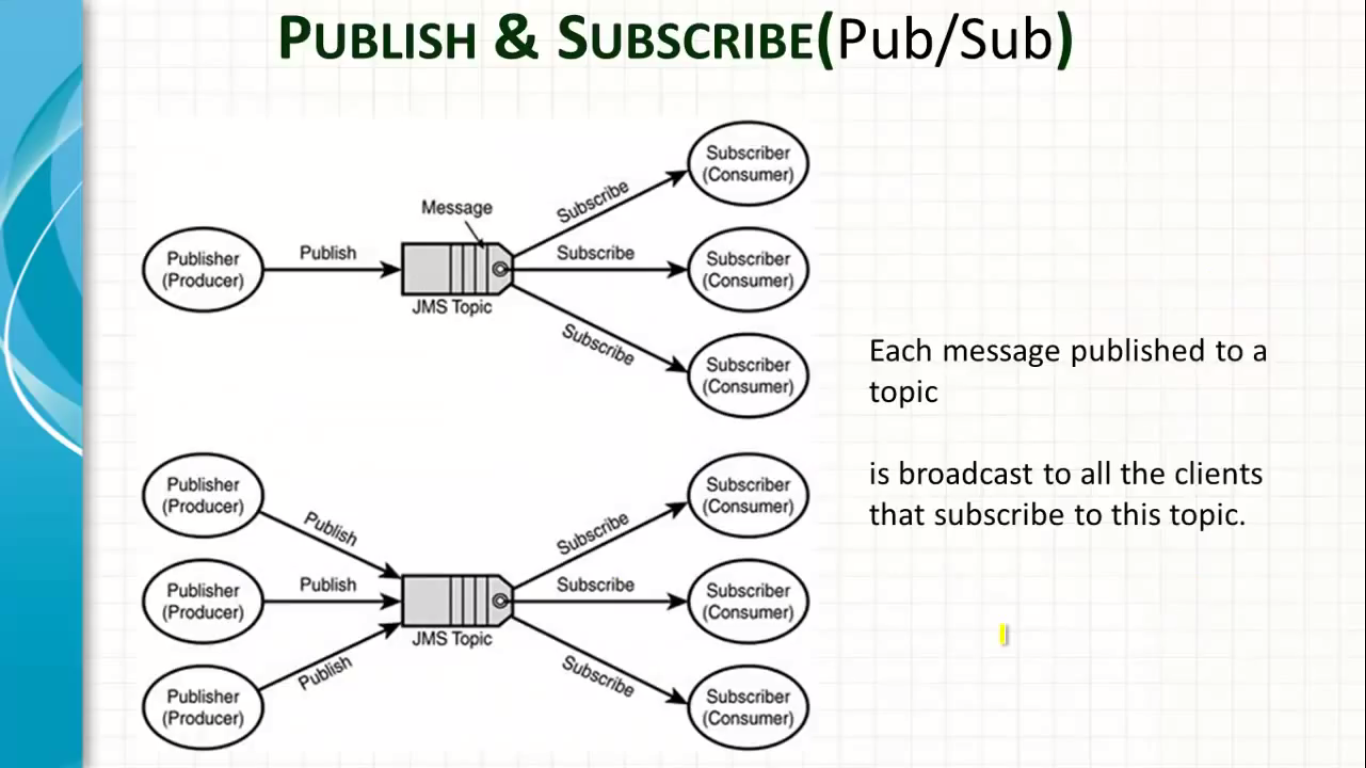 PUBLISH & SUBSCRIBE(Pub/Sub)
Message
Publisher
(Producer)
Publish
JMS Topic
Subscribe
Subscribe
Subscribe
Subscriber
(Consumer)
Subscriber
(Consumer)
Subscriber
(Consumer)
Publisher
(Producer)
Publisher
(Producer)
Publisher
(Producer)
Publish
Publish
Publish
JMS Topic
Subscribe
Subscribe
Subscribe
Subscriber
(Consumer)
Subscriber
(Consumer)
Subscriber
(Consumer)
Each message published to a
topic
is broadcast to all the clients
that subscribe to this topic.